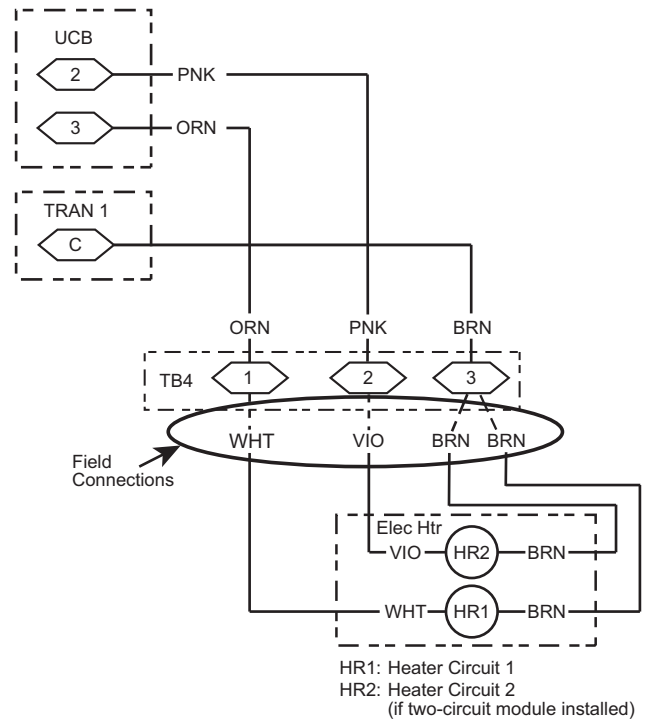 UCB
2 PNK
3 ORN
TRAN 1
C
ORN PNK BRN
TB4 1 2 3
WHT VIO BRN BRN
Field
Connections
Elec Htr
VIO HR2 BRN
WHT HR1 BRN
HR1: Heater Circuit 1
HR2: Heater Circuit 2
(if two-circuit module installed)